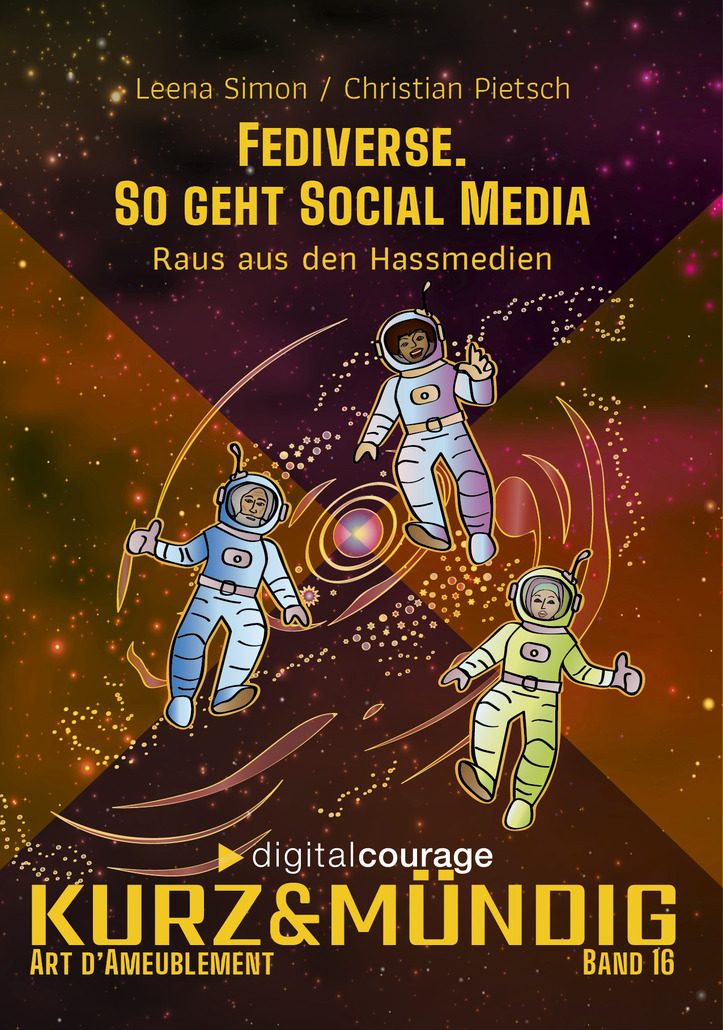 Leena Simon / Christian Pietsch
Fediverse.
So geht Social Media
Raus aus den Hassmedien
digitalcourage
KURZ&MÜNDIG
Art d'Ameublement
Band 16